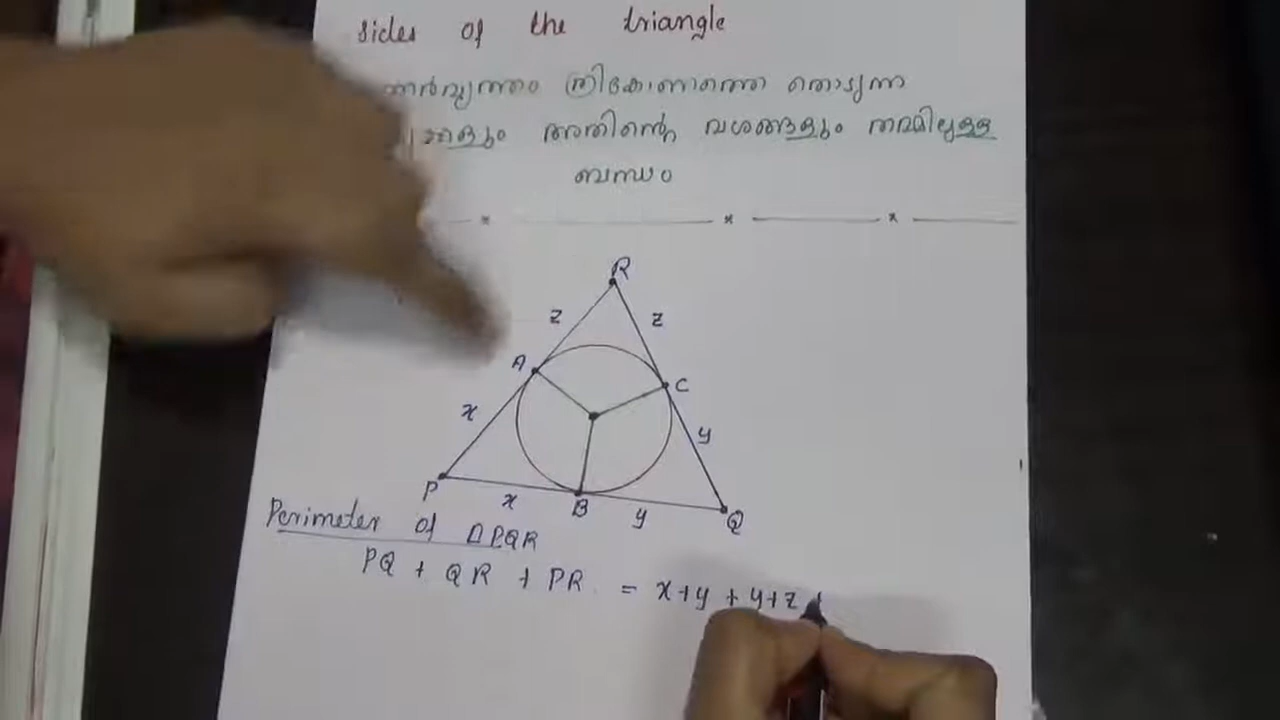 sides of the triangle
ത്രികോണത്തെ തൊടുന്ന
അതിന്റെ വശങ്ങളും തമ്മിലുള്ള
ബന്ധം
R
z z
A C
x y
P x B y Q
Perimeter of ΔPQR
PQ + QR + PR = x+y + y+z +